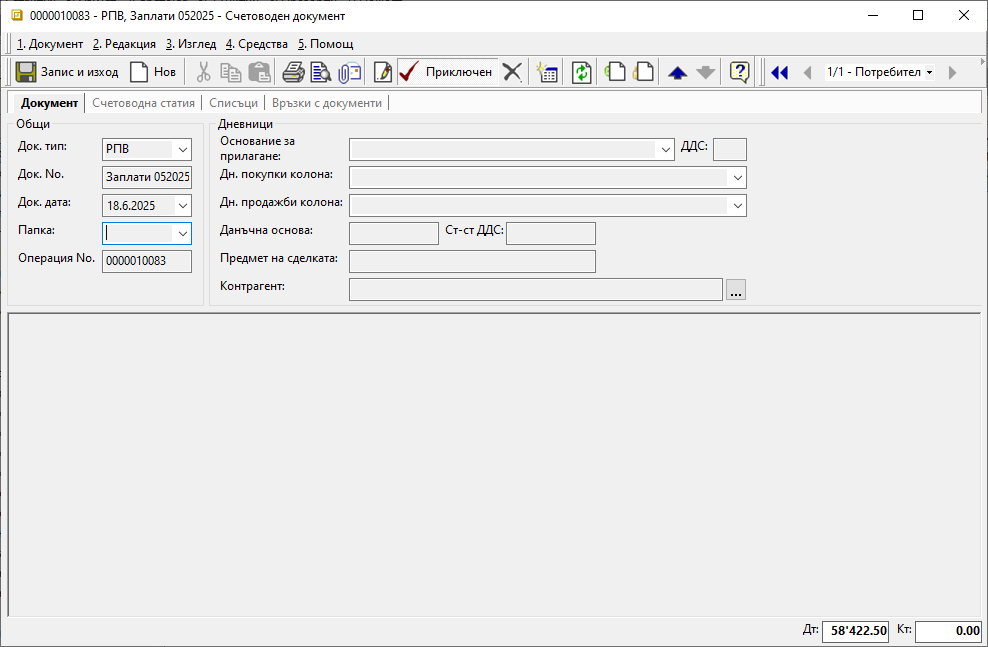 0000010083 - РПВ, Заплати 052025 - Счетоводен документ
1. Документ 2. Редакция 3. Изглед 4. Средства 5. Помощ
Запис и изход Нов Приключен 1/1 - Потребител
Документ Счетоводна статия Списъци Връзки с документи
Общи
Док. тип: РПВ
Док. No. Заплати 052025
Док. дата: 18.6.2025
Папка:
Операция No. 0000010083
Дневници
Основание за
прилагане: ДДС:
Дн. покупки колона:
Дн. продажби колона:
Данъчна основа: Ст-ст ДДС:
Предмет на сделката:
Контрагент: ...
Дт: 58'422.50 Кт: 0.00